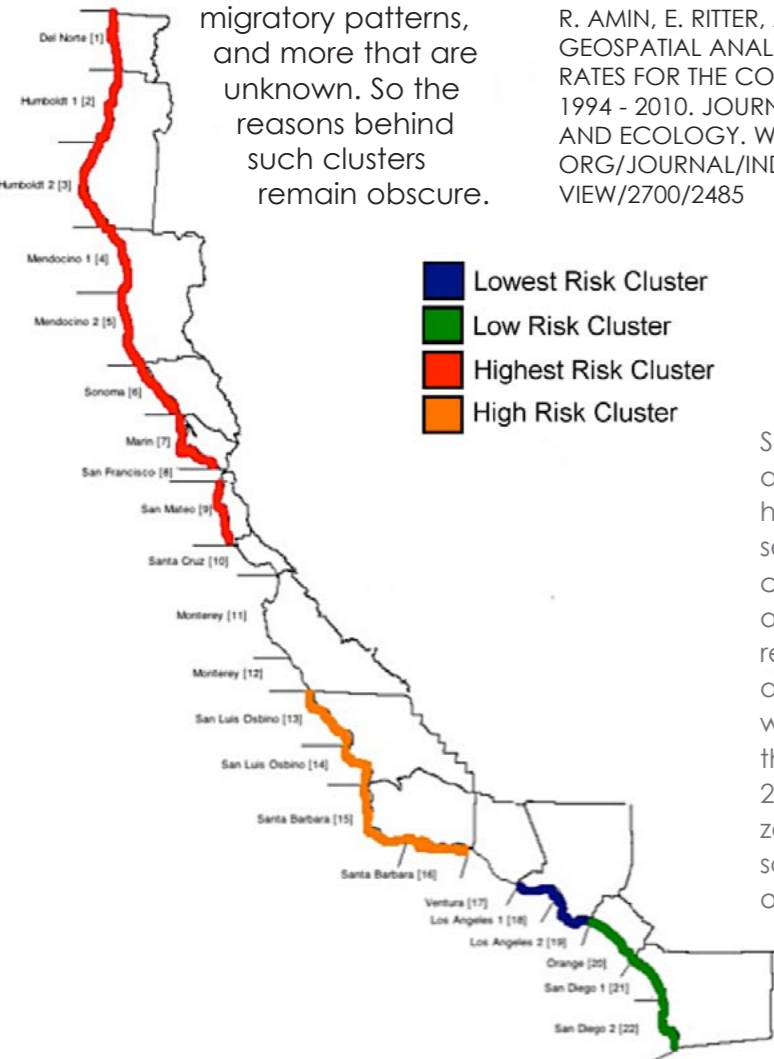 migratory patterns,
and more that are
unknown. So the
reasons behind
such clusters
remain obscure.
R. AMIN, E. RITTER,
GEOSPATIAL ANAL
RATES FOR THE CO
1994 - 2010. JOURN
AND ECOLOGY. W
ORG/JOURNAL/IND
VIEW/2700/2485
Lowest Risk Cluster
Low Risk Cluster
Highest Risk Cluster
High Risk Cluster
Del Norte [1]
Humboldt 1 [2]
Humboldt 2 [3]
Mendocino 1 [4]
Mendocino 2 [5]
Sonoma [6]
Marin [7]
San Francisco [8]
San Mateo [9]
Santa Cruz [10]
Monterey [11]
Monterey [12]
San Luis Osbino [13]
San Luis Osbino [14]
Santa Barbara [15]
Santa Barbara [16]
Ventura [17]
Los Angeles 1 [18]
Los Angeles 2 [19]
Orange [20]
San Diego 1 [21]
San Diego 2 [22]